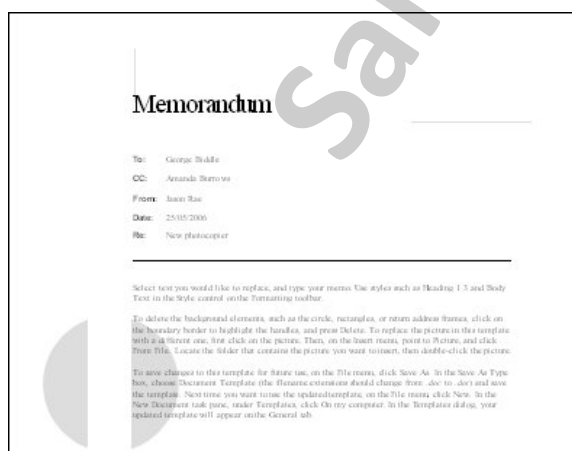 Sa
Memorandum
To: George Biddle
CC: Amanda Burrows
From: Jason Rae
Date: 25/05/2006
Re: New photocopier
Select text you would like to replace, and type your memo. Use styles such as Heading 1-3 and Body
Text in the Style control on the Formatting toolbar.
To delete the background elements, such as the circle, rectangles, or return address frames, click on
the boundary border to highlight the handles, and press Delete. To replace the picture in this template
with a different one, first click on the picture. Then, on the Insert menu, point to Picture, and click
From File. Locate the folder that contains the picture you want to insert, then double-click the picture.
To save changes to this template for future use, on the File menu, click Save As. In the Save As Type
box, choose Document Template (the filename extensions should change from .doc to .dot) and save
the template. Next time you want to use the updated template, on the File menu, click New. In the
New Document task pane, under Templates, click On my computer. In the Templates dialog, your
updated template will appear on the General tab.